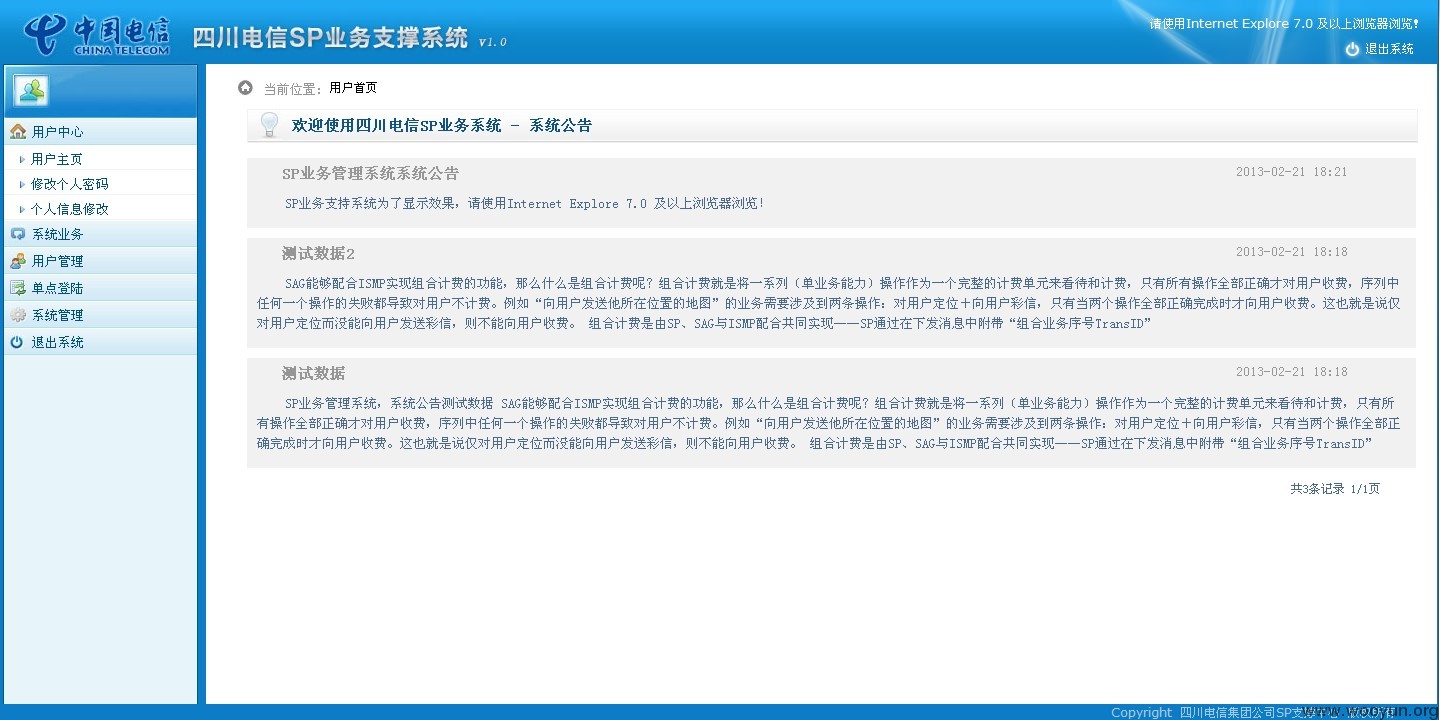 中国电信
CHINA TELECOM
四川电信SP业务支撑系统 v1.0
请使用Internet Explore 7.0 及以上浏览器浏览!
退出系统
用户中心
用户主页
修改个人密码
个人信息修改
系统业务
用户管理
单点登陆
系统管理
退出系统
当前位置: 用户首页
欢迎使用四川电信SP业务系统 - 系统公告
SP业务管理系统系统公告 2013-02-21 18:21
SP业务支持系统为了显示效果，请使用Internet Explore 7.0 及以上浏览器浏览！
测试数据2 2013-02-21 18:18
SAG能够配合ISMP实现组合计费的功能，那么什么是组合计费呢？组合计费就是将一系列（单业务能力）操作作为一个完整的计费单元来看待和计费，只有所有操作全部正确才对用户收费，序列中
任何一个操作的失败都导致对用户不计费。例如“向用户发送他所在位置的地图”的业务需要涉及到两条操作：对用户定位＋向用户彩信，只有当两个操作全部正确完成时才向用户收费。这也就是说仅
对用户定位而没能向用户发送彩信，则不能向用户收费。 组合计费是由SP、SAG与ISMP配合共同实现——SP通过在下发消息中附带“组合业务序号TransID”
测试数据 2013-02-21 18:18
SP业务管理系统，系统公告测试数据 SAG能够配合ISMP实现组合计费的功能，那么什么是组合计费呢？组合计费就是将一系列（单业务能力）操作作为一个完整的计费单元来看待和计费，只有所
有操作全部正确才对用户收费，序列中任何一个操作的失败都导致对用户不计费。例如“向用户发送他所在位置的地图”的业务需要涉及到两条操作：对用户定位＋向用户彩信，只有当两个操作全部正
确完成时才向用户收费。这也就是说仅对用户定位而没能向用户发送彩信，则不能向用户收费。 组合计费是由SP、SAG与ISMP配合共同实现——SP通过在下发消息中附带“组合业务序号TransID”
共3条记录 1/1页
Copyright 四川电信集团公司SP支
www.wooyun.org